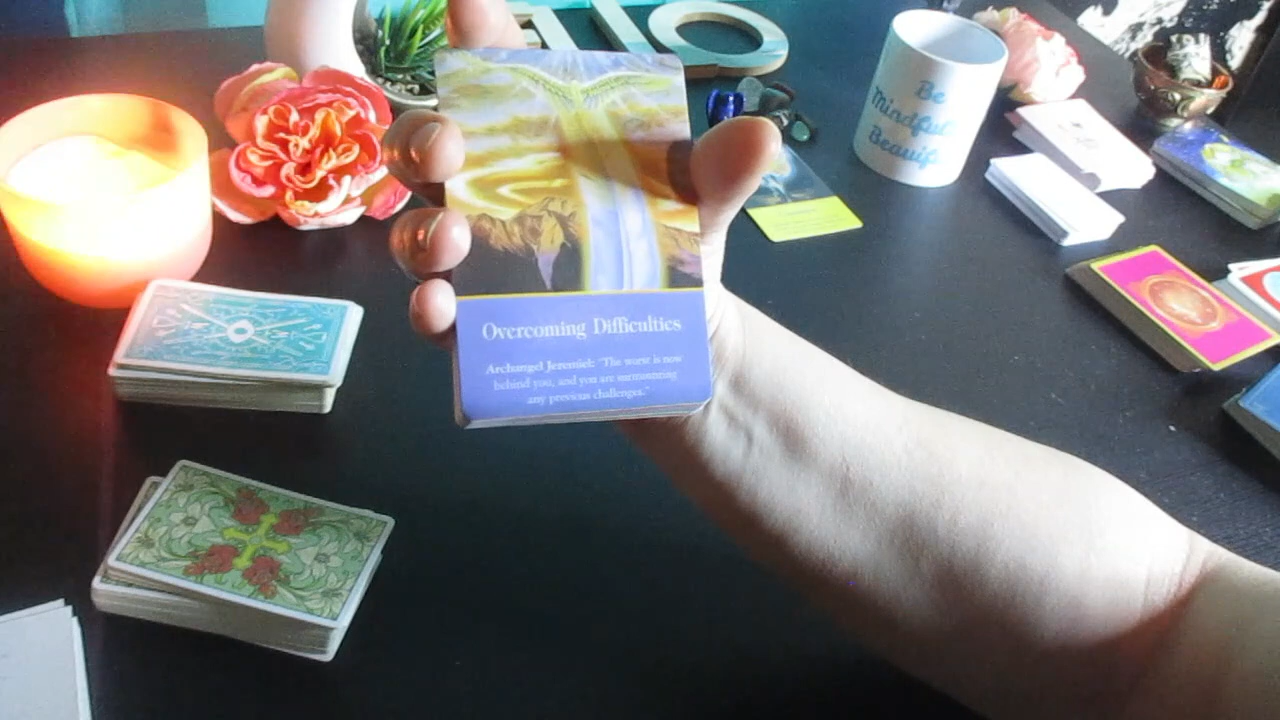 Be
Mindful
Overcoming Difficulties
Archangel Jeremiel: "The worst is now
behind you, and you are surmounting
any previous challenges."